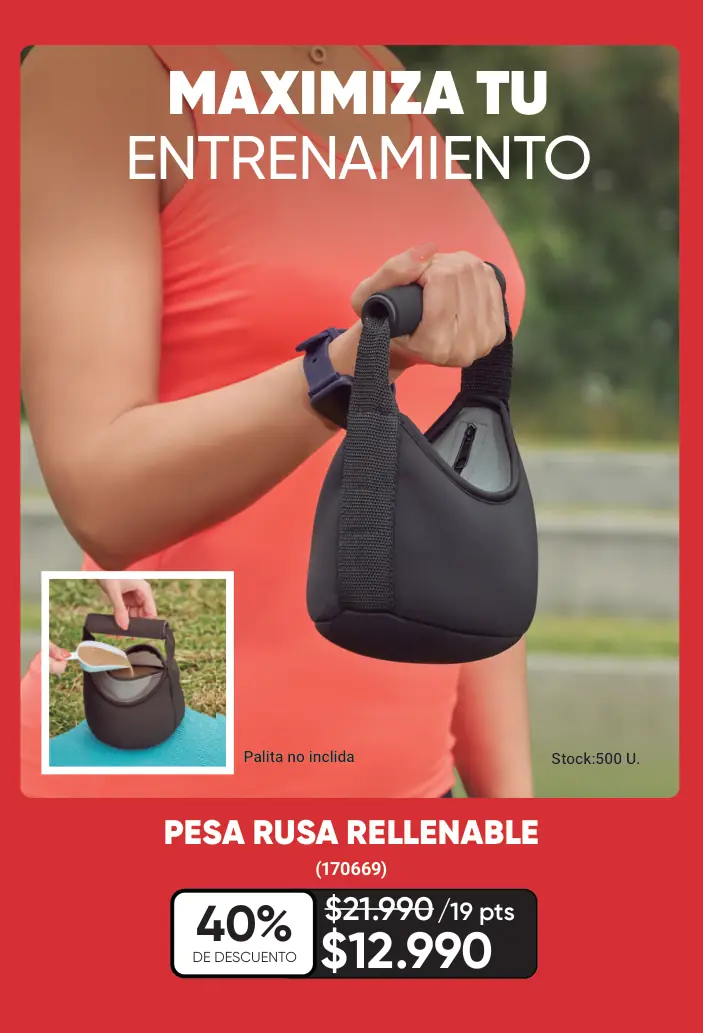 MAXIMIZA TU
ENTRENAMIENTO
Palita no inclida
Stock:500 U.
PESA RUSA RELLENABLE
(170669)
40%
DE DESCUENTO
$21.990 /19 pts
$12.990